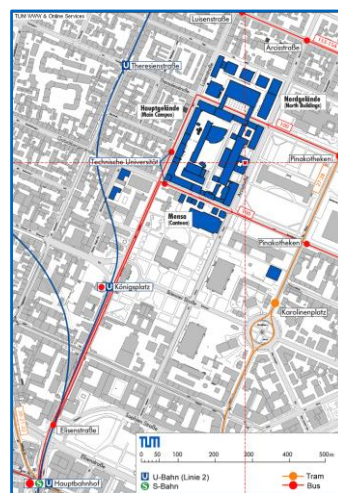 TUM WWW & Online Services
Luisenstraße
Arcisstraße
U Theresienstraße
Nordgelände
(North Buildings)
Hauptgelände
(Main Campus)
Technische Universität
Pinakotheken
Mensa
(Canteen)
Pinakotheken
U Königsplatz
Karolinenplatz
Elisenstraße
TUM
0 100 200 300 400 500m
U U-Bahn (Linie 2)
S S-Bahn
Tram
Bus
S U Hauptbahnhof